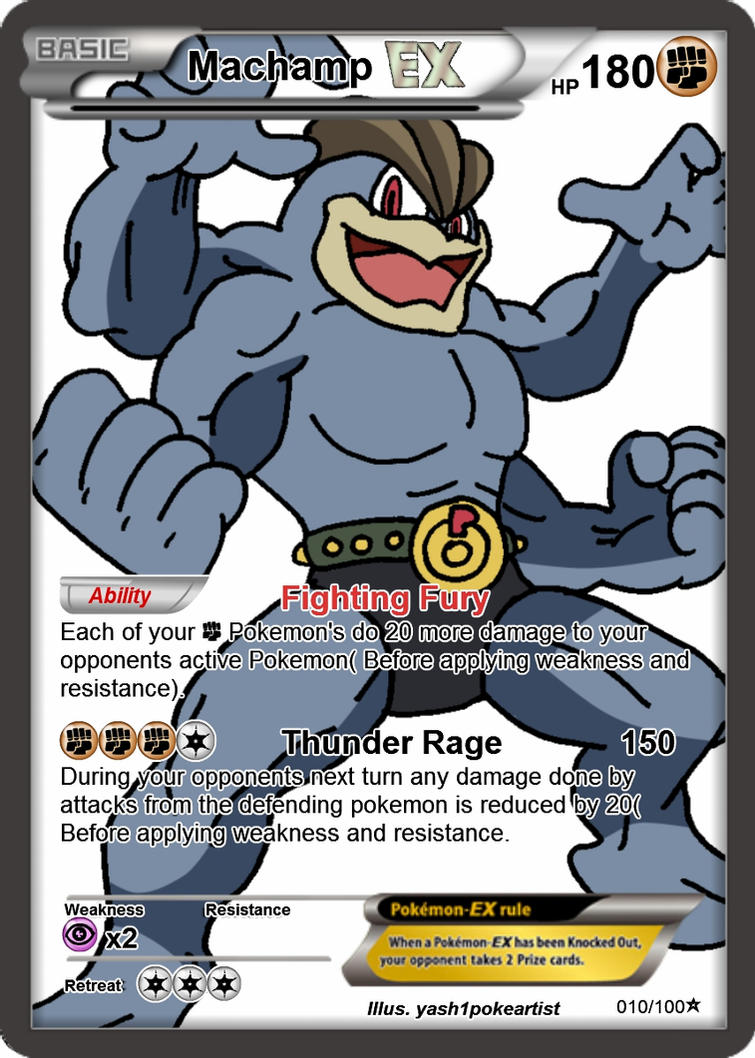 BASIC
Machamp EX
HP 180
Ability
Fighting Fury
Each of your Pokemon's do 20 more damage to your
opponents active Pokemon( Before applying weakness and
resistance).
Thunder Rage 150
During your opponents next turn any damage done by
attacks from the defending pokemon is reduced by 20(
Before applying weakness and resistance.
Weakness Resistance
x2
Pokémon-EX rule
When a Pokémon-EX has been Knocked Out,
your opponent takes 2 Prize cards.
Retreat
Illus. yash1pokeartist
010/100